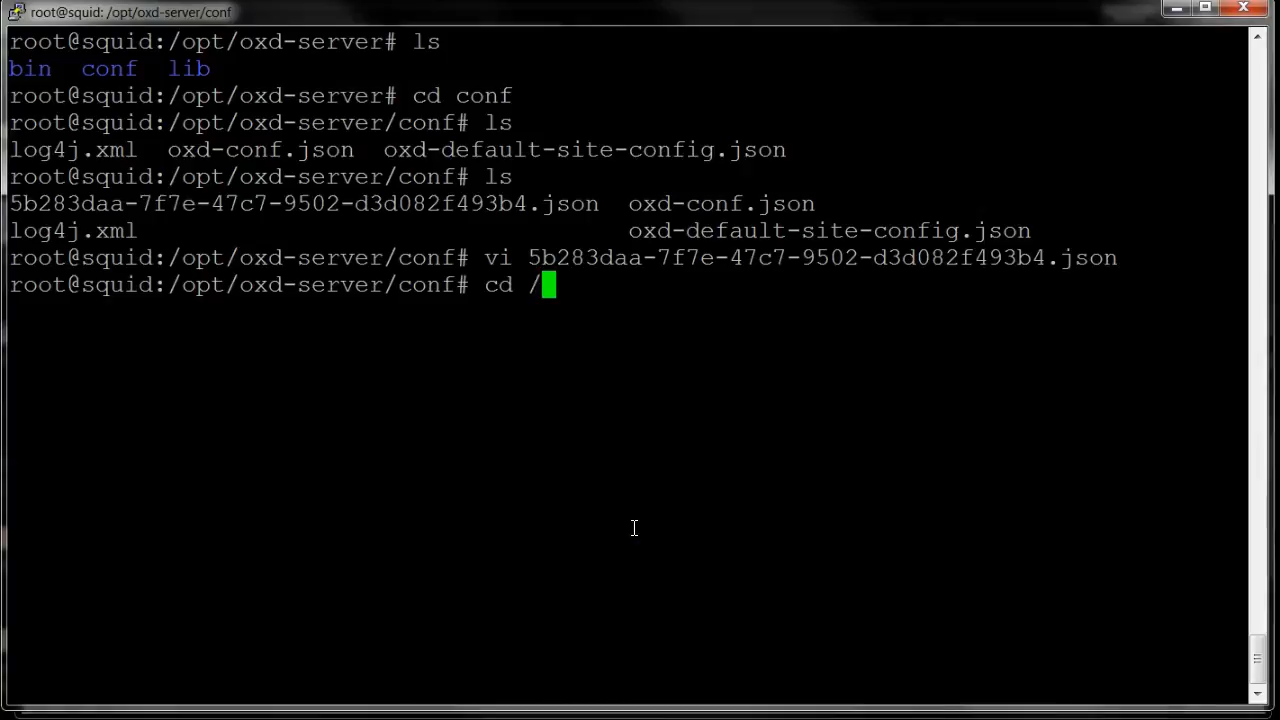 root@squid: /opt/oxd-server/conf
root@squid:/opt/oxd-server# ls
bin  conf  lib
root@squid:/opt/oxd-server# cd conf
root@squid:/opt/oxd-server/conf# ls
log4j.xml  oxd-conf.json  oxd-default-site-config.json
root@squid:/opt/oxd-server/conf# ls
5b283daa-7f7e-47c7-9502-d3d082f493b4.json  oxd-conf.json
log4j.xml                                  oxd-default-site-config.json
root@squid:/opt/oxd-server/conf# vi 5b283daa-7f7e-47c7-9502-d3d082f493b4.json
root@squid:/opt/oxd-server/conf# cd /